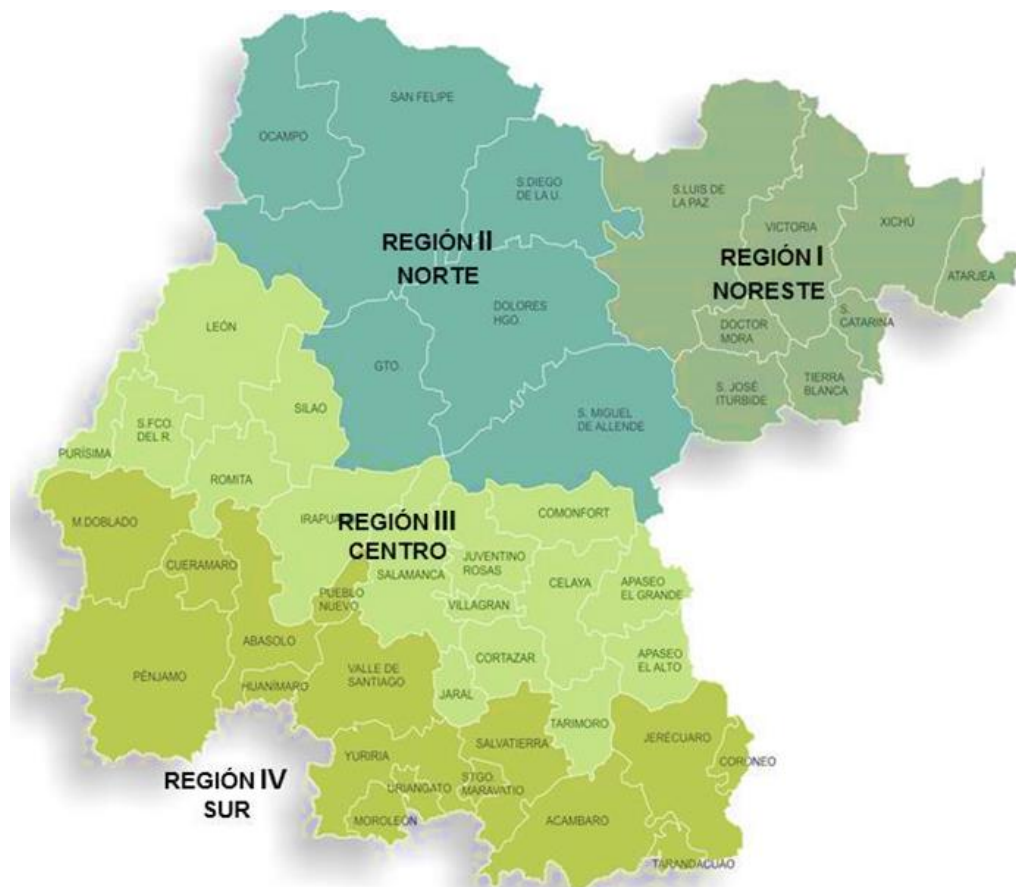 SAN FELIPE
OCAMPO
S.DIEGO
DE LA U.
S.LUIS DE
LA PAZ
VICTORIA
XICHÚ
REGIÓN II
NORTE
REGIÓN I
NORESTE
ATARJEA
DOLORES
HGO.
S.
CATARINA
DOCTOR
MORA
LEÓN
GTO.
S. JOSÉ
ITURBIDE
TIERRA
BLANCA
SILAO
S. MIGUEL
DE ALLENDE
S.FCO.
DEL R.
PURÍSIMA
ROMITA
M.DOBLADO
REGIÓN III
CENTRO
COMONFORT
CUERAMARO
SALAMANCA
JUVENTINO
ROSAS
CELAYA
APASEO
EL GRANDE
PUEBLO
NUEVO
VILLAGRAN
ABASOLO
CORTAZAR
APASEO
EL ALTO
PÉNJAMO
HUANÍMARO
VALLE DE
SANTIAGO
JARAL
TARIMORO
JERÉCUARO
SALVATIERRA
YURIRIA
CORONEO
REGIÓN IV
SUR
URIANGATO
STGO.
MARAVATIO
MOROLEÓN
ACAMBARO
TARANDACUAO